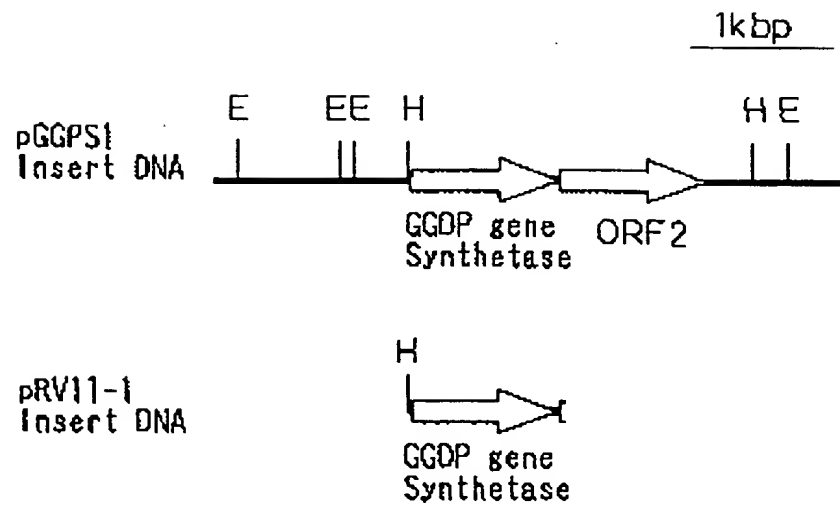 1kbp
E EE H H E
pGGPS1
Insert DNA
GGDP gene
Synthetase
ORF2
H
pRV11-1
Insert DNA
GGDP gene
Synthetase